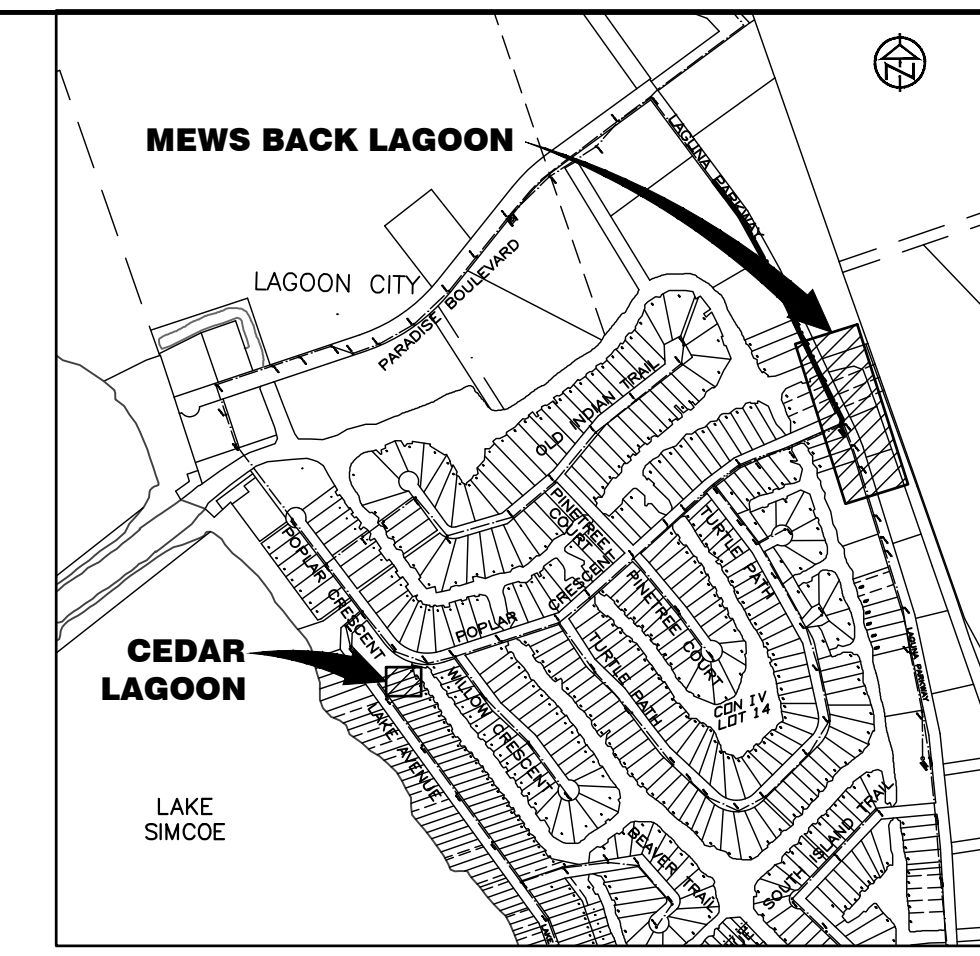 N
LAGUNA PARKWAY
MEWS BACK LAGOON
LAGOON CITY
PARADISE BOULEVARD
OLD INDIAN TRAIL
PINETREE
COURT
TURTLE PATH
POPLAR CRESCENT
POPLAR CRESCENT
PINETREE COURT
TURTLE PATH
LAGUNA PARKWAY
CEDAR
LAGOON
WILLOW CRESCENT
CON IV
LOT 14
LAKE AVENUE
LAKE
SIMCOE
BEAVER TRAIL
SOUTH ISLAND TRAIL
LAKE